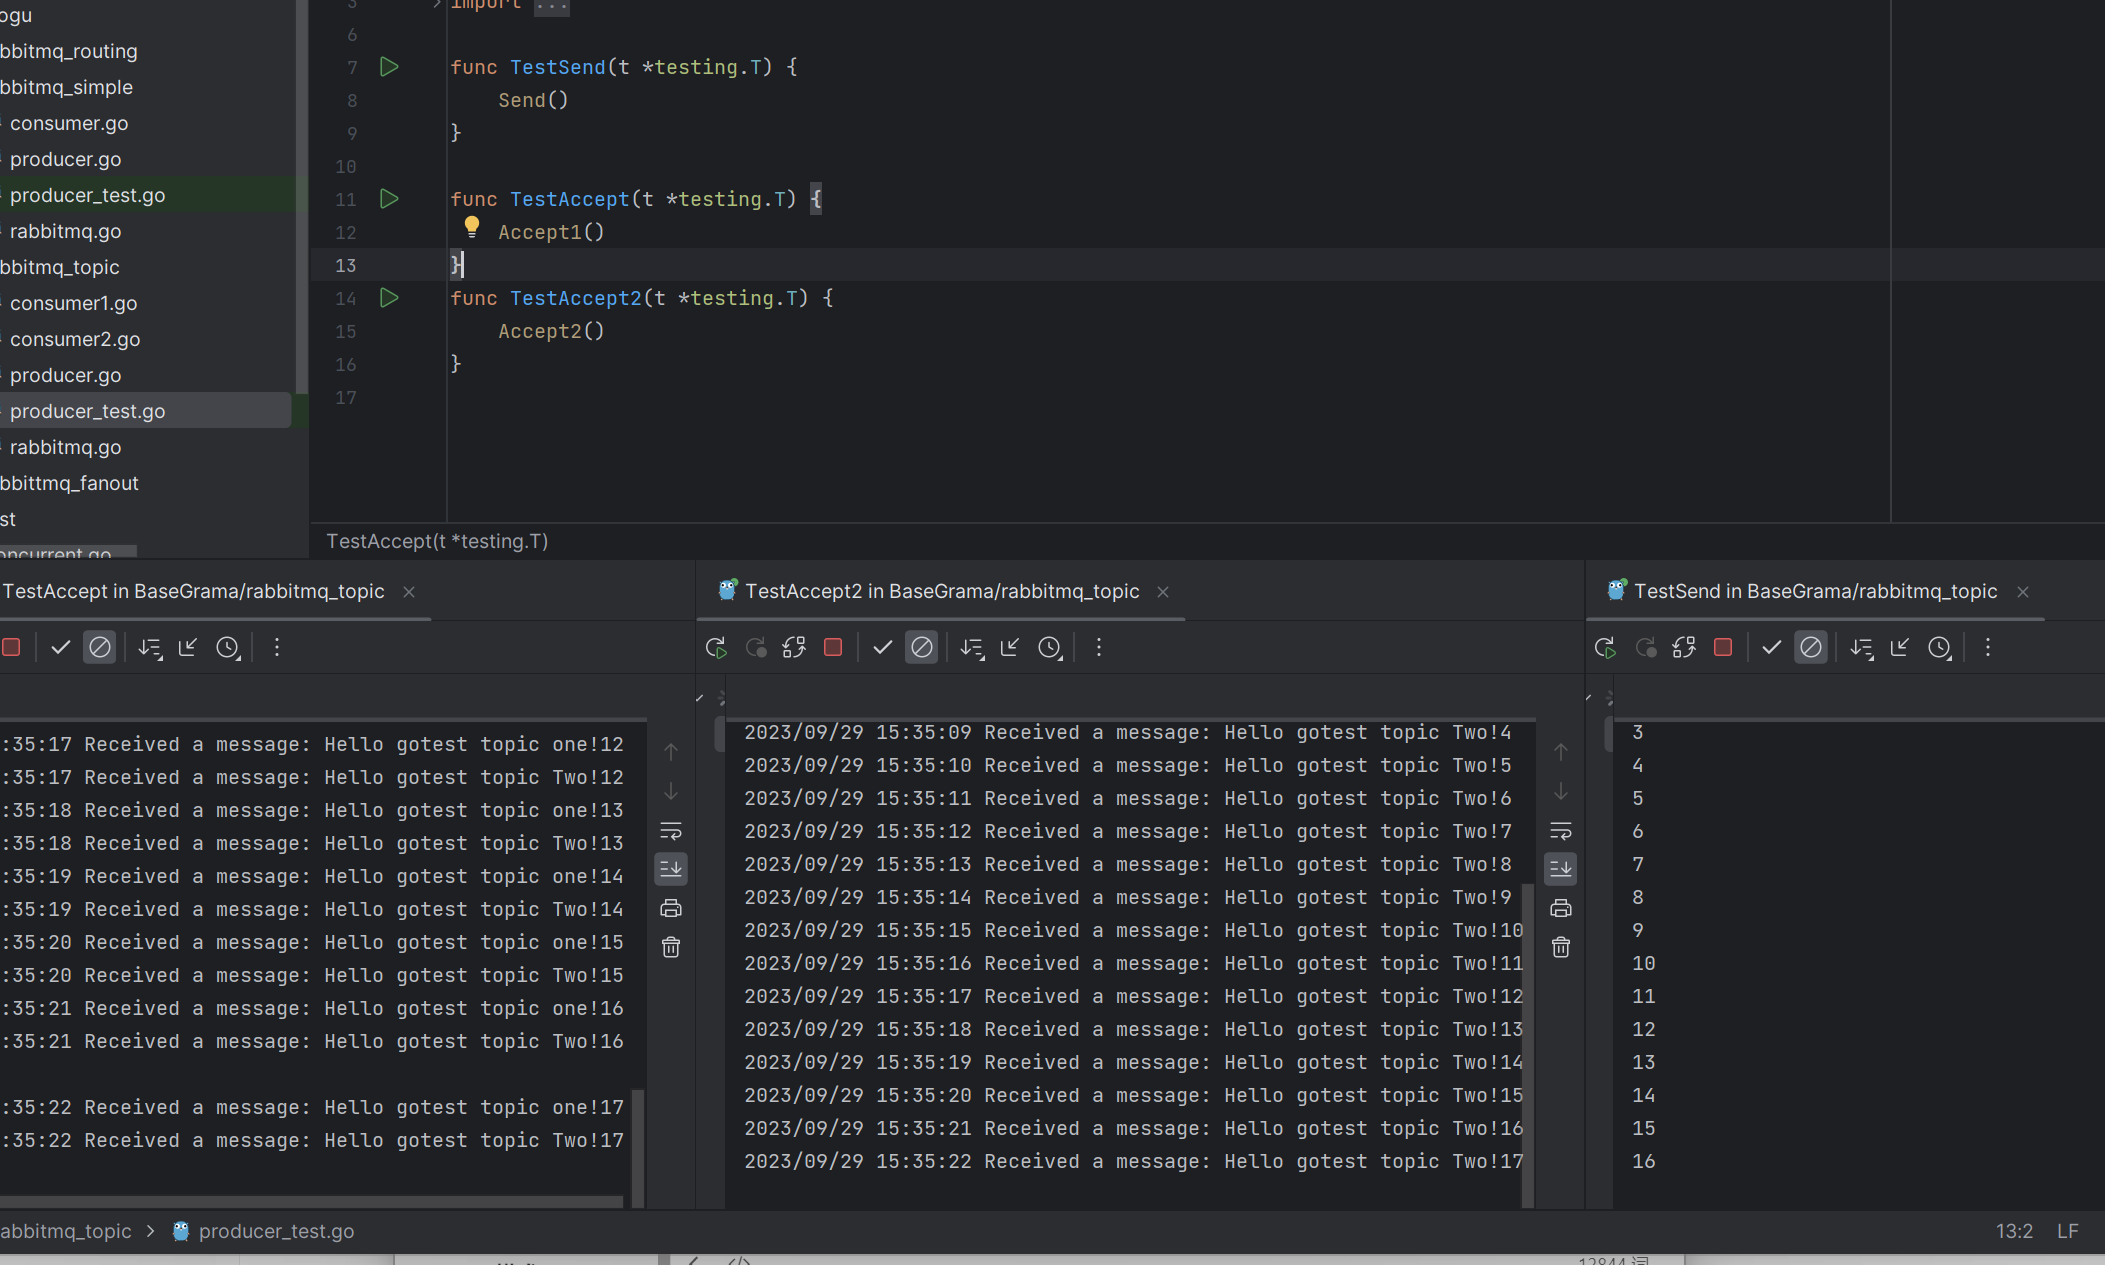 ogu
bbitmq_routing
bbitmq_simple
consumer.go
producer.go
producer_test.go
rabbitmq.go
bbitmq_topic
consumer1.go
consumer2.go
producer.go
producer_test.go
rabbitmq.go
bbittmq_fanout
st
oncurrent.go
3 import ...
6
7 func TestSend(t *testing.T) {
8 Send()
9 }
10
11 func TestAccept(t *testing.T) {
12 Accept1()
13 }
14 func TestAccept2(t *testing.T) {
15 Accept2()
16 }
17
TestAccept(t *testing.T)
TestAccept in BaseGrama/rabbitmq_topic
:35:17 Received a message: Hello gotest topic one!12
:35:17 Received a message: Hello gotest topic Two!12
:35:18 Received a message: Hello gotest topic one!13
:35:18 Received a message: Hello gotest topic Two!13
:35:19 Received a message: Hello gotest topic one!14
:35:19 Received a message: Hello gotest topic Two!14
:35:20 Received a message: Hello gotest topic one!15
:35:20 Received a message: Hello gotest topic Two!15
:35:21 Received a message: Hello gotest topic one!16
:35:21 Received a message: Hello gotest topic Two!16
:35:22 Received a message: Hello gotest topic one!17
:35:22 Received a message: Hello gotest topic Two!17
TestAccept2 in BaseGrama/rabbitmq_topic
2023/09/29 15:35:09 Received a message: Hello gotest topic Two!4
2023/09/29 15:35:10 Received a message: Hello gotest topic Two!5
2023/09/29 15:35:11 Received a message: Hello gotest topic Two!6
2023/09/29 15:35:12 Received a message: Hello gotest topic Two!7
2023/09/29 15:35:13 Received a message: Hello gotest topic Two!8
2023/09/29 15:35:14 Received a message: Hello gotest topic Two!9
2023/09/29 15:35:15 Received a message: Hello gotest topic Two!10
2023/09/29 15:35:16 Received a message: Hello gotest topic Two!11
2023/09/29 15:35:17 Received a message: Hello gotest topic Two!12
2023/09/29 15:35:18 Received a message: Hello gotest topic Two!13
2023/09/29 15:35:19 Received a message: Hello gotest topic Two!14
2023/09/29 15:35:20 Received a message: Hello gotest topic Two!15
2023/09/29 15:35:21 Received a message: Hello gotest topic Two!16
2023/09/29 15:35:22 Received a message: Hello gotest topic Two!17
TestSend in BaseGrama/rabbitmq_topic
3
4
5
6
7
8
9
10
11
12
13
14
15
16
abbitmq_topic > producer_test.go
13:2 LF
12844 词